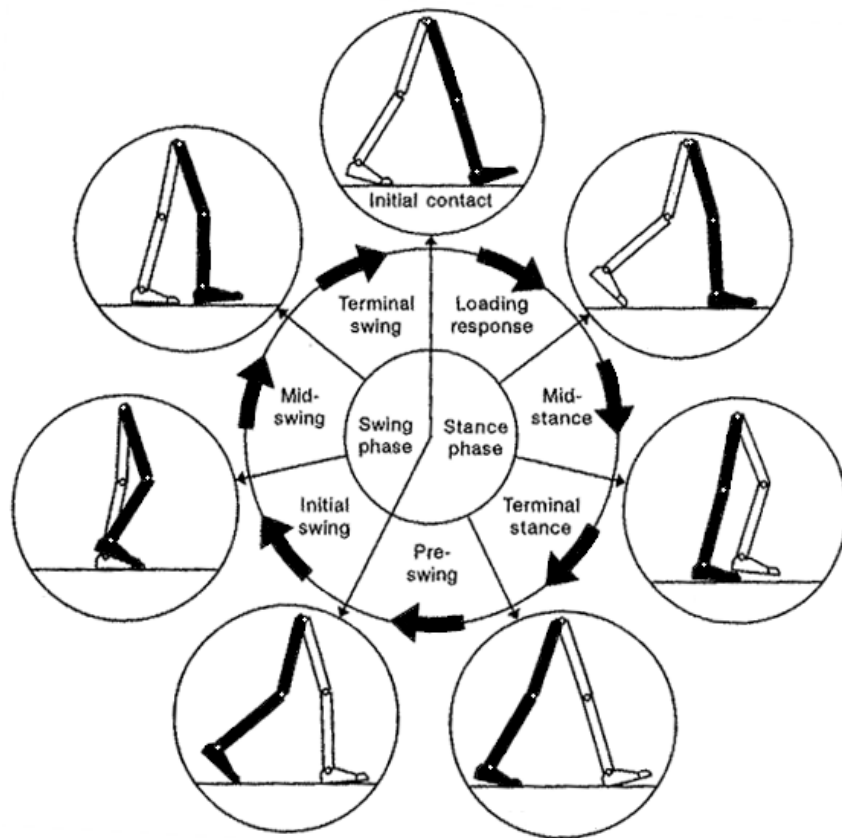 Initial contact
Terminal
swing
Loading
response
Mid-
swing
Swing
phase
Stance
phase
Mid-
stance
Initial
swing
Terminal
stance
Pre-
swing